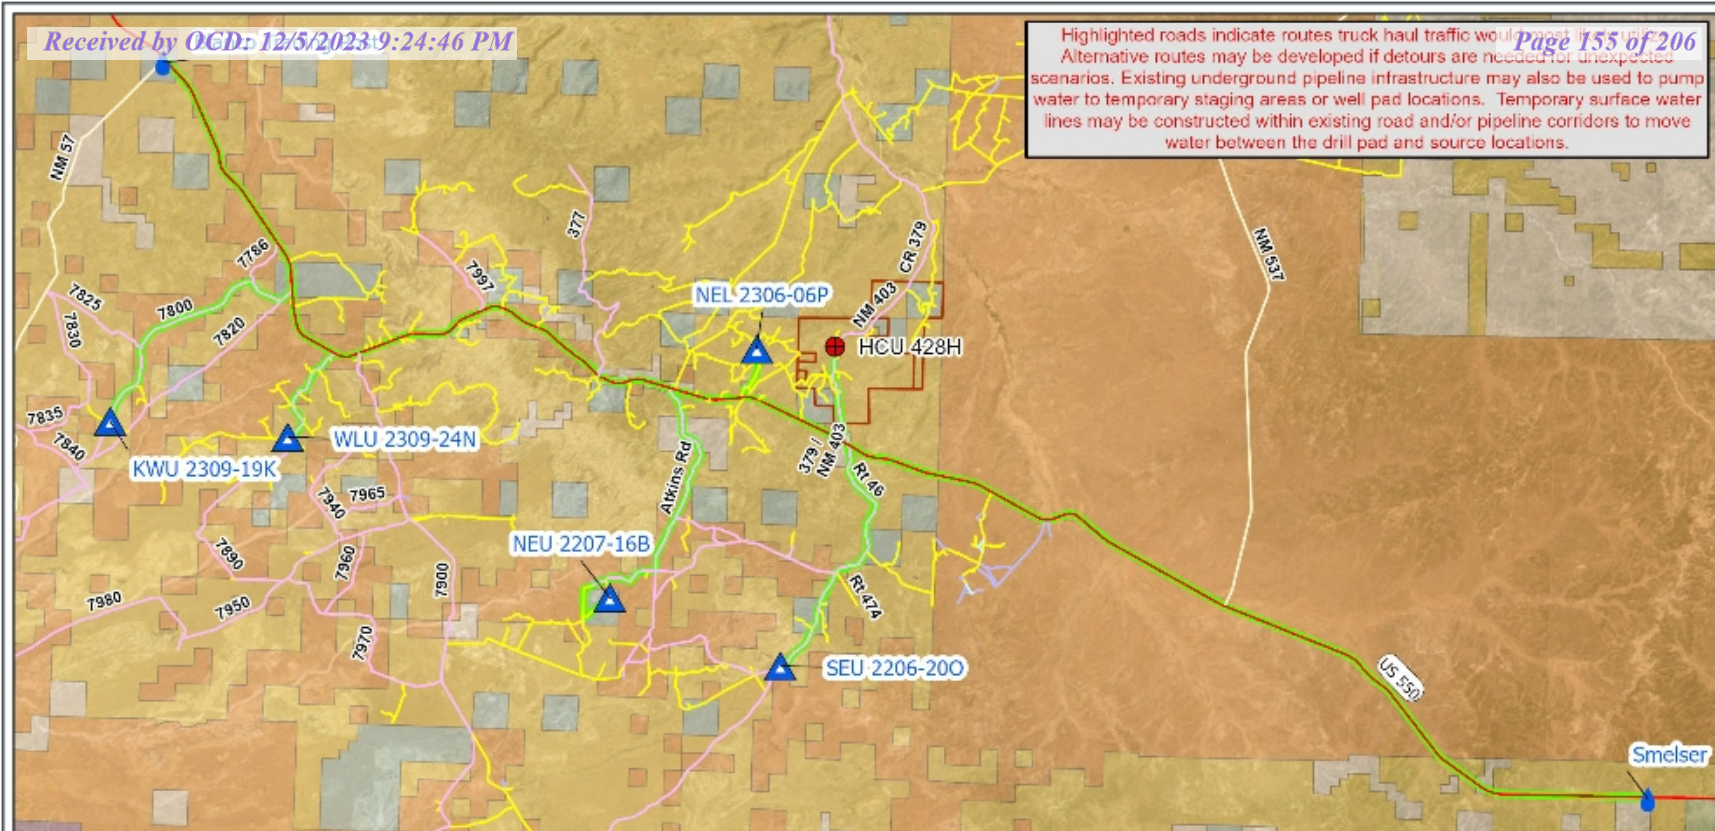 Received by OCD: 12/5/2023 9:24:46 PM
Page 155 of 206
Highlighted roads indicate routes truck haul traffic would most likely utilize.
Alternative routes may be developed if detours are needed for unexpected
scenarios. Existing underground pipeline infrastructure may also be used to pump
water to temporary staging areas or well pad locations. Temporary surface water
lines may be constructed within existing road and/or pipeline corridors to move
water between the drill pad and source locations.
NM 57
377
CR 379
NM 537
7786
7997
7825
7800
NEL 2306-06P
NM 403
7830
7820
HCU 428H
7835
7840
WLU 2309-24N
KWU 2309-19K
379 /
NM 403
Atkins Rd
Rt 46
7965
7940
NEU 2207-16B
7890
7960
7900
Rt 474
7980
7950
7970
SEU 2206-20O
US 550
Smelser